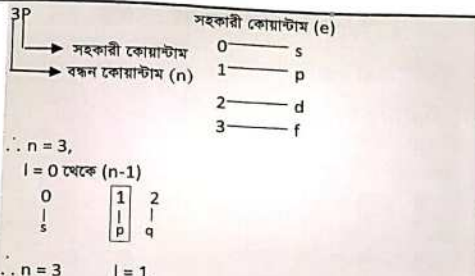 3P
সহকারী কোয়ান্টাম (e)
সহকারী কোয়ান্টাম
বন্ধন কোয়ান্টাম (n)
0 s
1 p
2 d
3 f
∴ n = 3,
l = 0 থেকে (n-1)
0 1 2
s p q
∴ n = 3 l = 1